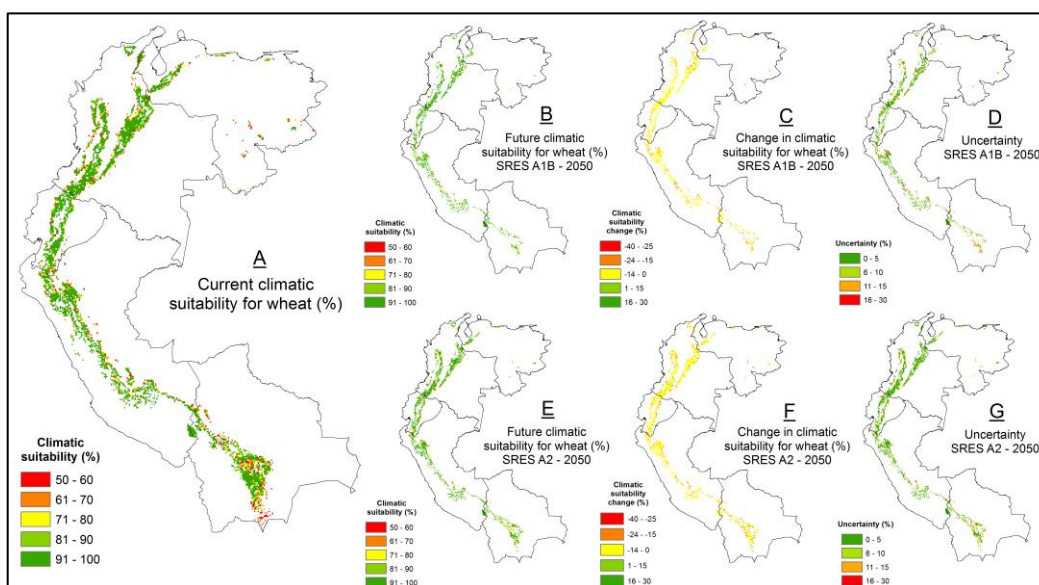 A
Current climatic
suitability for wheat (%)
Climatic
suitability (%)
50 - 60
61 - 70
71 - 80
81 - 90
91 - 100
B
Future climatic
suitability for wheat (%)
SRES A1B - 2050
Climatic
suitability (%)
50 - 60
61 - 70
71 - 80
81 - 90
91 - 100
C
Change in climatic
suitability for wheat (%)
SRES A1B - 2050
Climatic
suitability
change (%)
-40 - -25
-24 - -15
-14 - 0
1 - 15
16 - 30
D
Uncertainty
SRES A1B - 2050
Uncertainty (%)
0 - 5
6 - 10
11 - 15
16 - 30
E
Future climatic
suitability for wheat (%)
SRES A2 - 2050
Climatic
suitability (%)
50 - 60
61 - 70
71 - 80
81 - 90
91 - 100
F
Change in climatic
suitability for wheat (%)
SRES A2 - 2050
Climatic
suitability
change (%)
-40 - -25
-24 - -15
-14 - 0
1 - 15
16 - 30
G
Uncertainty
SRES A2 - 2050
Uncertainty (%)
0 - 5
6 - 10
11 - 15
16 - 30